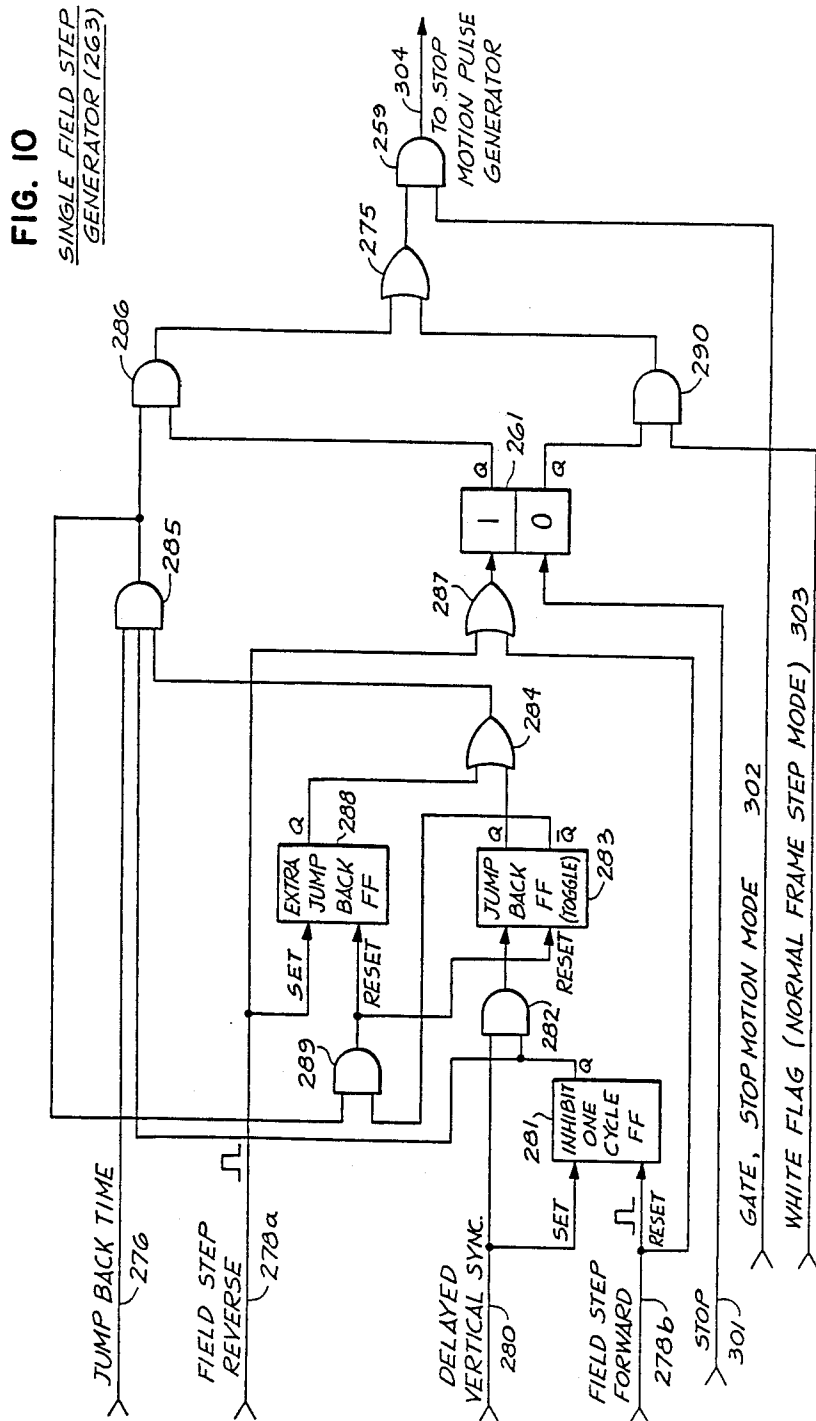 FIG. 10
SINGLE FIELD STEP
GENERATOR (263)
JUMP BACK TIME
276
FIELD STEP
REVERSE
278a
DELAYED
VERTICAL SYNC.
280
FIELD STEP
FORWARD
278b
STOP
301
GATE, STOP MOTION MODE 302
WHITE FLAG (NORMAL FRAME STEP MODE) 303
281
INHIBIT
ONE
CYCLE
FF
SET
RESET
Q
282
289
SET
RESET
EXTRA
JUMP
BACK
FF
Q
288
JUMP
BACK
FF
(TOGGLE)
RESET
Q
Q̅
283
284
285
287
1
0
Q
Q
261
286
290
275
259
304
TO STOP
MOTION PULSE
GENERATOR